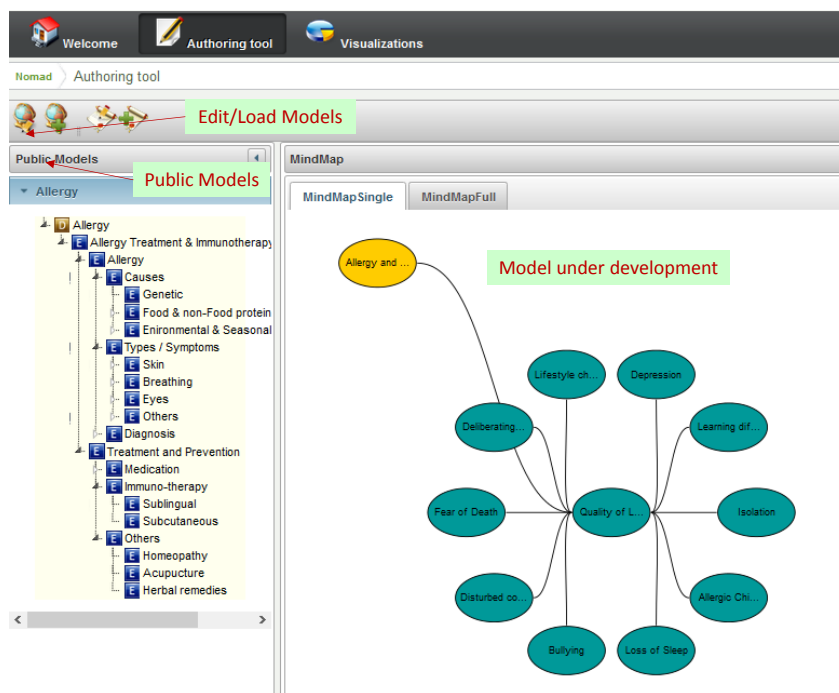 Welcome
Authoring tool
Visualizations
Nomad
Authoring tool
Edit/Load Models
Public Models
MindMap
Public Models
Allergy
MindMapSingle
MindMapFull
Allergy
Allergy Treatment & Immunotherapy
Allergy
Causes
Genetic
Food & non-Food protein
Enironmental & Seasonal
Types / Symptoms
Skin
Breathing
Eyes
Others
Diagnosis
Treatment and Prevention
Medication
Immuno-therapy
Sublingual
Subcutaneous
Others
Homeopathy
Acupucture
Herbal remedies
Allergy and ...
Model under development
Lifestyle ch...
Depression
Deliberating...
Learning dif...
Fear of Death
Quality of L...
Isolation
Disturbed co...
Allergic Chi...
Bullying
Loss of Sleep